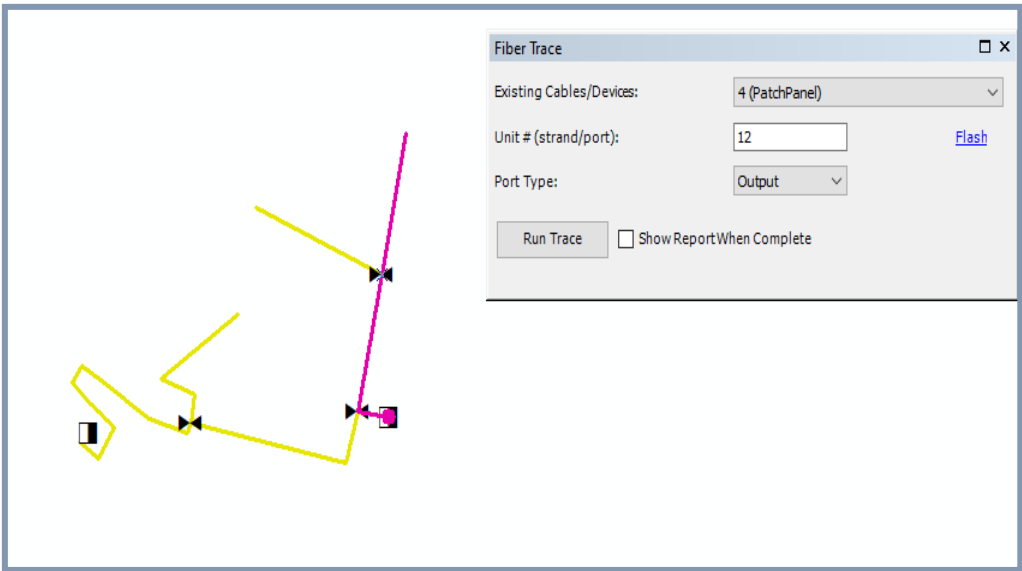 Fiber Trace
Existing Cables/Devices: 4 (PatchPanel)
Unit # (strand/port): 12 Flash
Port Type: Output
Run Trace Show Report When Complete